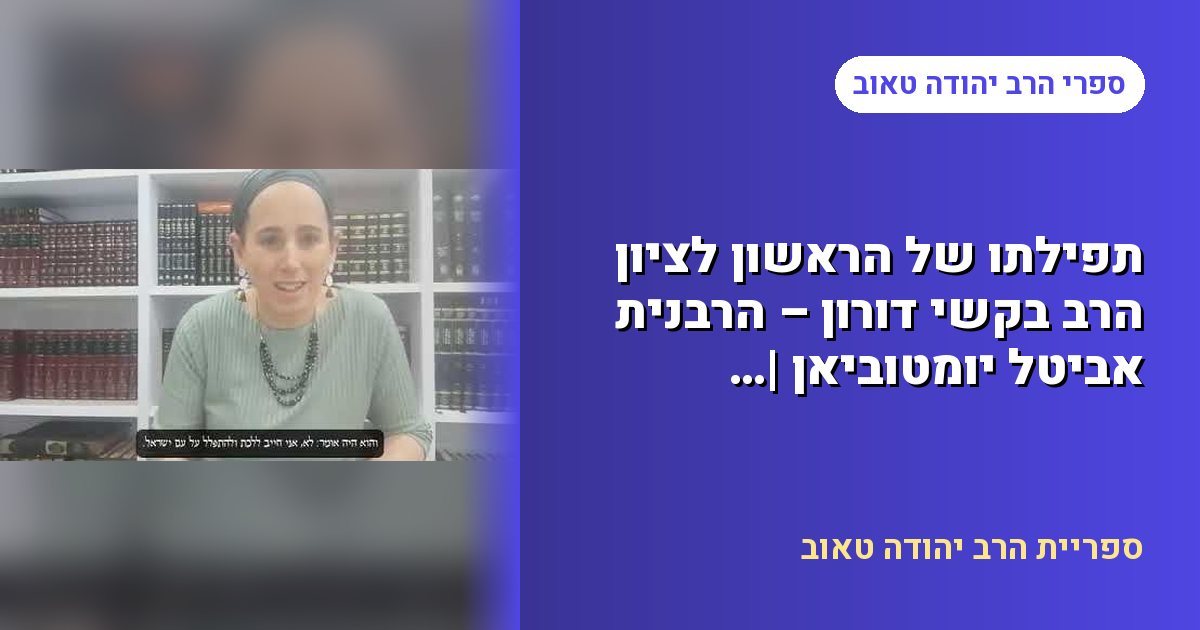 ספרי הרב יהודה טאוב
תפילתו של הראשון לציון
הרב בקשי דורון – הרבנית
אביטל יומטוביאן |...
והוא היה אומר: לא, אני חייב ללכת ולהתפלל על עם ישראל.
ספריית הרב יהודה טאוב